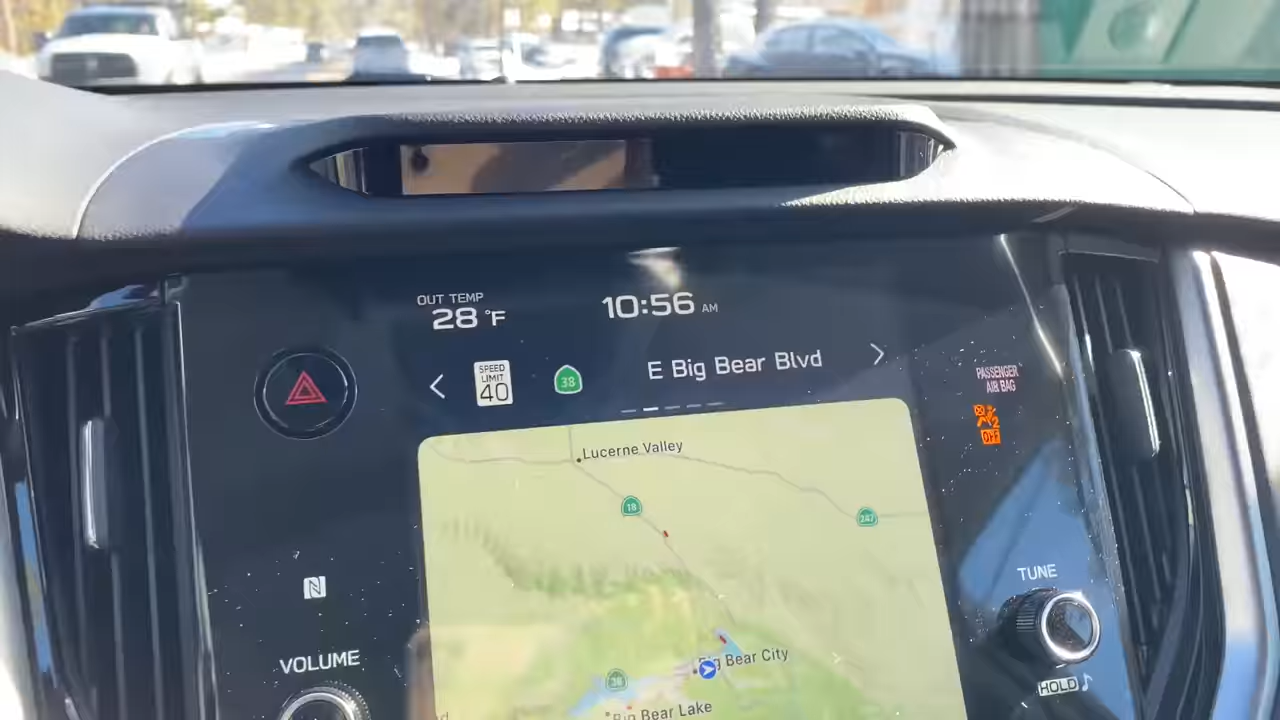 OUT TEMP
28 °F
10:56 AM
SPEED
LIMIT
40
38
E Big Bear Blvd
PASSENGER
AIR BAG
2
OFF
Lucerne Valley
18
247
N
TUNE
VOLUME
Big Bear City
38
HOLD
Big Bear Lake